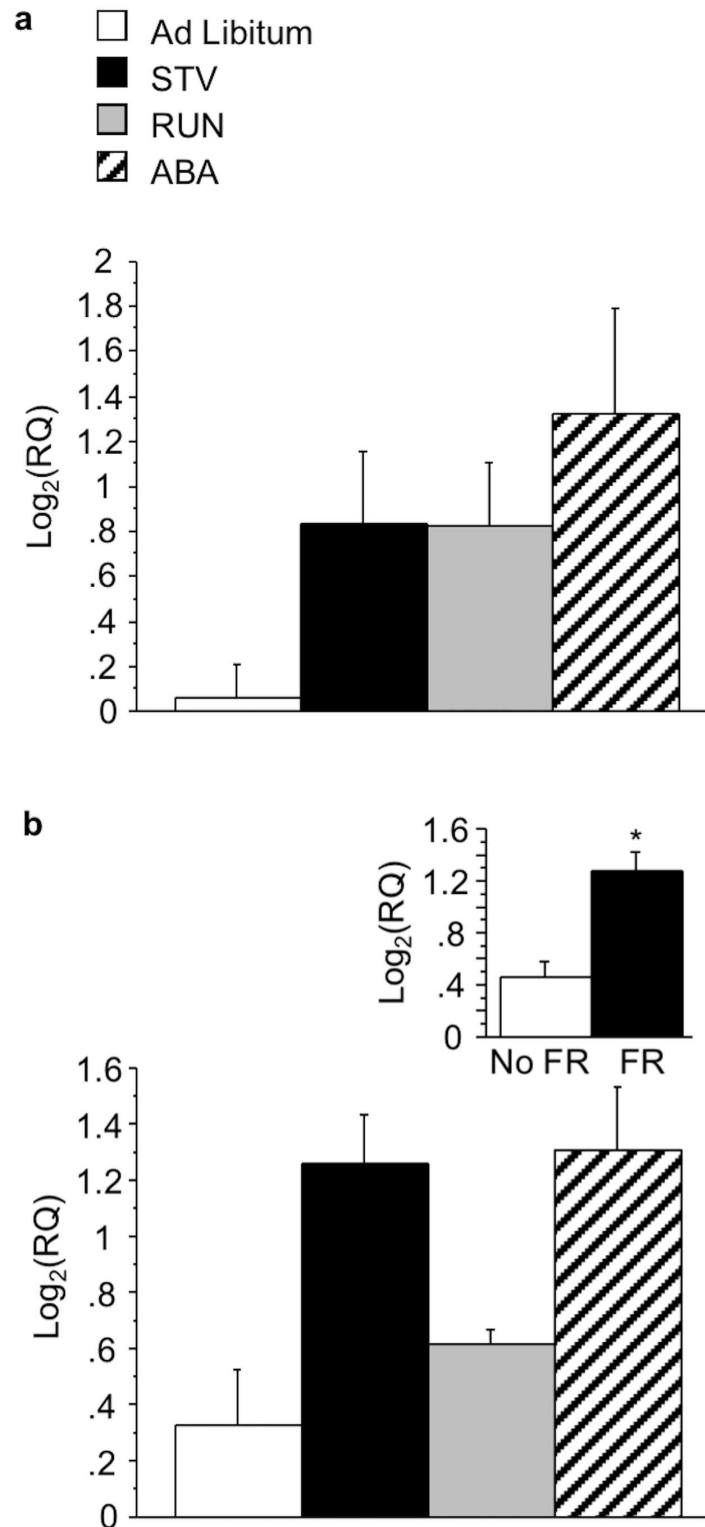 a
Ad Libitum
STV
RUN
ABA
2
1.8
1.6
1.4
1.2
1
.8
.6
.4
.2
0
Log₂(RQ)
b
1.6
1.2
.8
.4
0
Log₂(RQ)
*
No FR FR
1.6
1.4
1.2
1
.8
.6
.4
.2
0
Log₂(RQ)